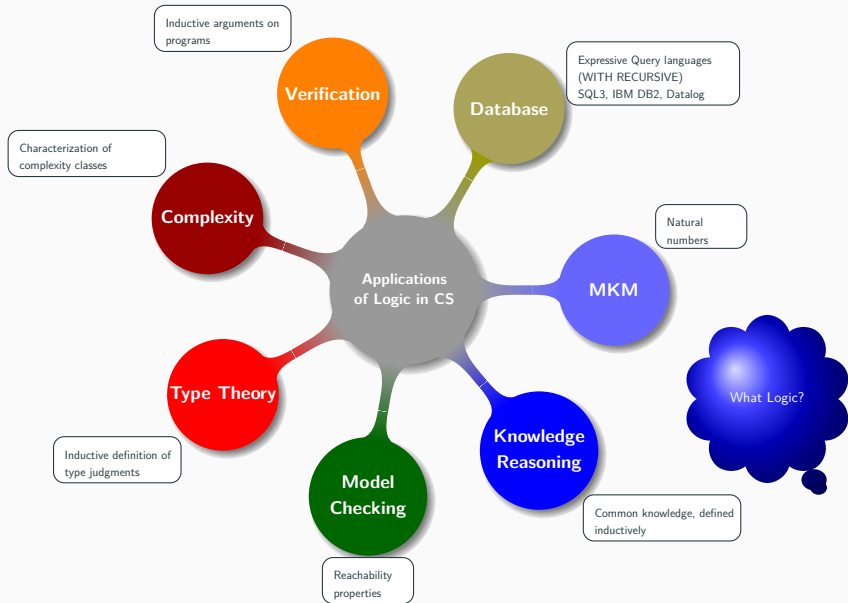 Inductive arguments on
programs
Verification
Expressive Query languages
(WITH RECURSIVE)
SQL3, IBM DB2, Datalog
Database
Characterization of
complexity classes
Complexity
Natural
numbers
MKM
Applications
of Logic in CS
What Logic?
Type Theory
Inductive definition of
type judgments
Knowledge
Reasoning
Common knowledge, defined
inductively
Model
Checking
Reachability
properties